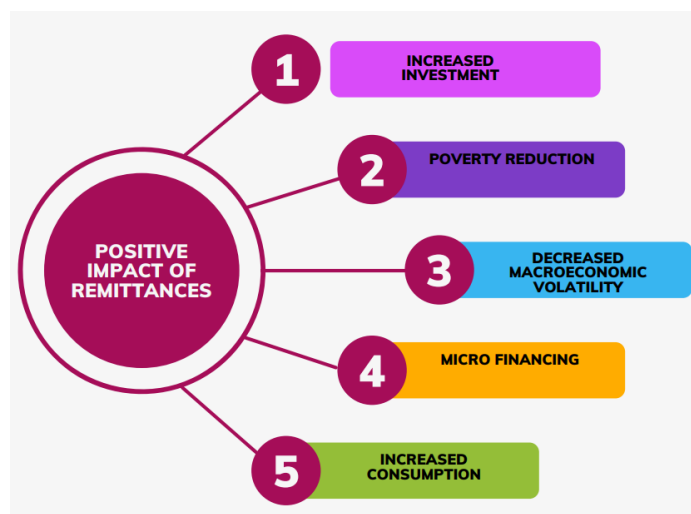 1
INCREASED
INVESTMENT
2
POVERTY REDUCTION
POSITIVE
IMPACT OF
REMITTANCES
3
DECREASED
MACROECONOMIC
VOLATILITY
4
MICRO FINANCING
5
INCREASED
CONSUMPTION